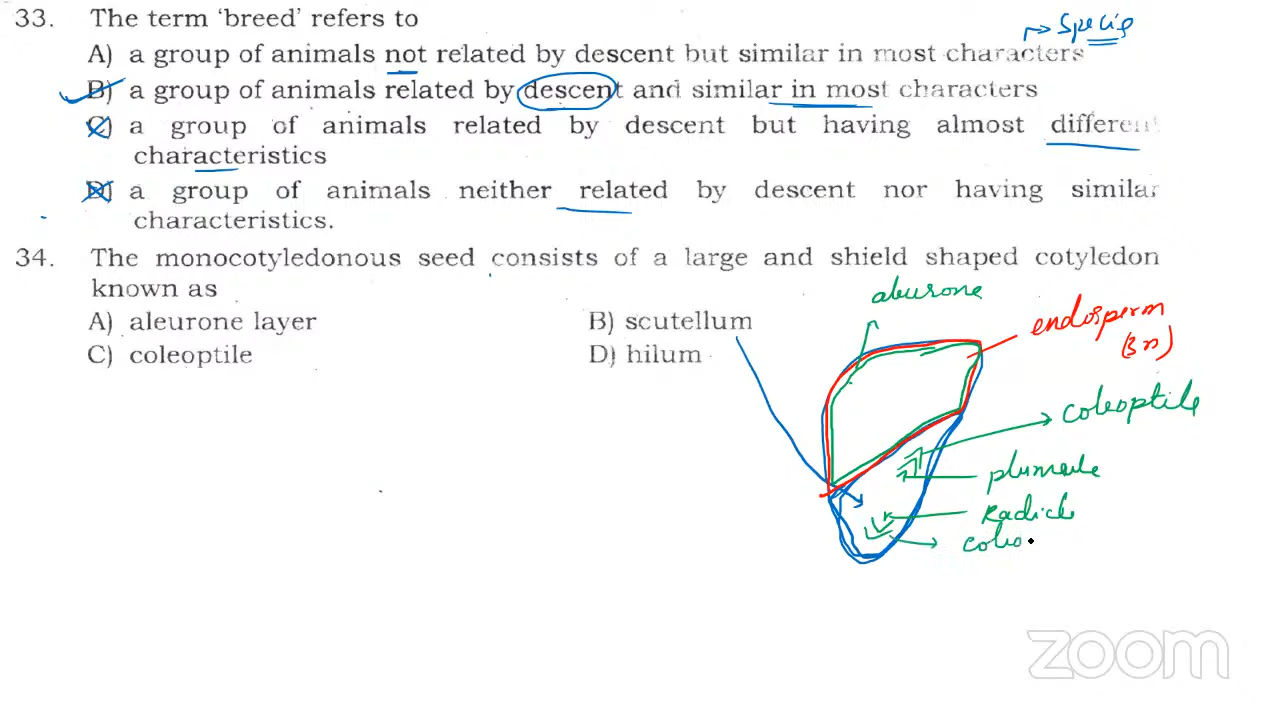 33. The term ‘breed’ refers to
→ Specis
A) a group of animals not related by descent but similar in most characters
B) a group of animals related by descent and similar in most characters
C) a group of animals related by descent but having almost different
characteristics
D) a group of animals neither related by descent nor having similar
characteristics.
34. The monocotyledonous seed consists of a large and shield shaped cotyledon
known as
aleurone
A) aleurone layer B) scutellum
endosperm
(3n)
C) coleoptile D) hilum
coleoptile
plumule
Radicle
coleo
zoom